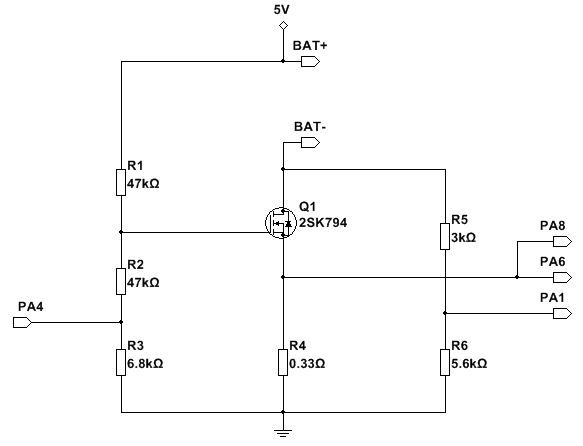 5V
BAT+
BAT-
R1
47kΩ
Q1
2SK794
R5
3kΩ
PA8
R2
47kΩ
PA6
PA4
PA1
R3
6.8kΩ
R4
0.33Ω
R6
5.6kΩ